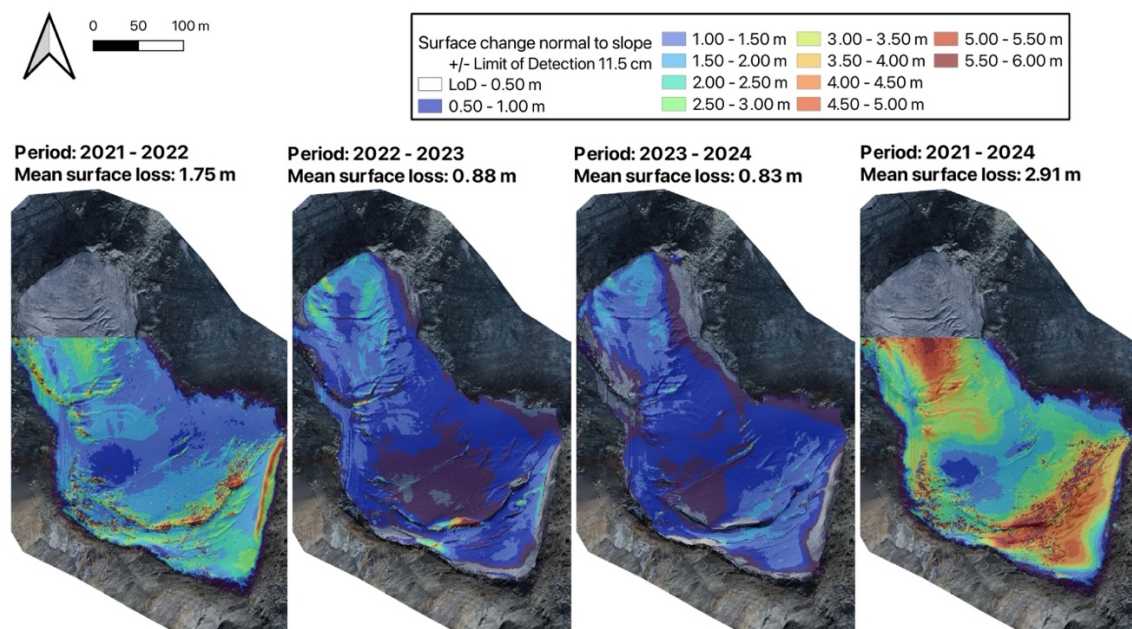 0 50 100 m
Surface change normal to slope
+/- Limit of Detection 11.5 cm
LoD - 0.50 m
0.50 - 1.00 m
1.00 - 1.50 m
1.50 - 2.00 m
2.00 - 2.50 m
2.50 - 3.00 m
3.00 - 3.50 m
3.50 - 4.00 m
4.00 - 4.50 m
4.50 - 5.00 m
5.00 - 5.50 m
5.50 - 6.00 m
Period: 2021 - 2022
Mean surface loss: 1.75 m
Period: 2022 - 2023
Mean surface loss: 0.88 m
Period: 2023 - 2024
Mean surface loss: 0.83 m
Period: 2021 - 2024
Mean surface loss: 2.91 m